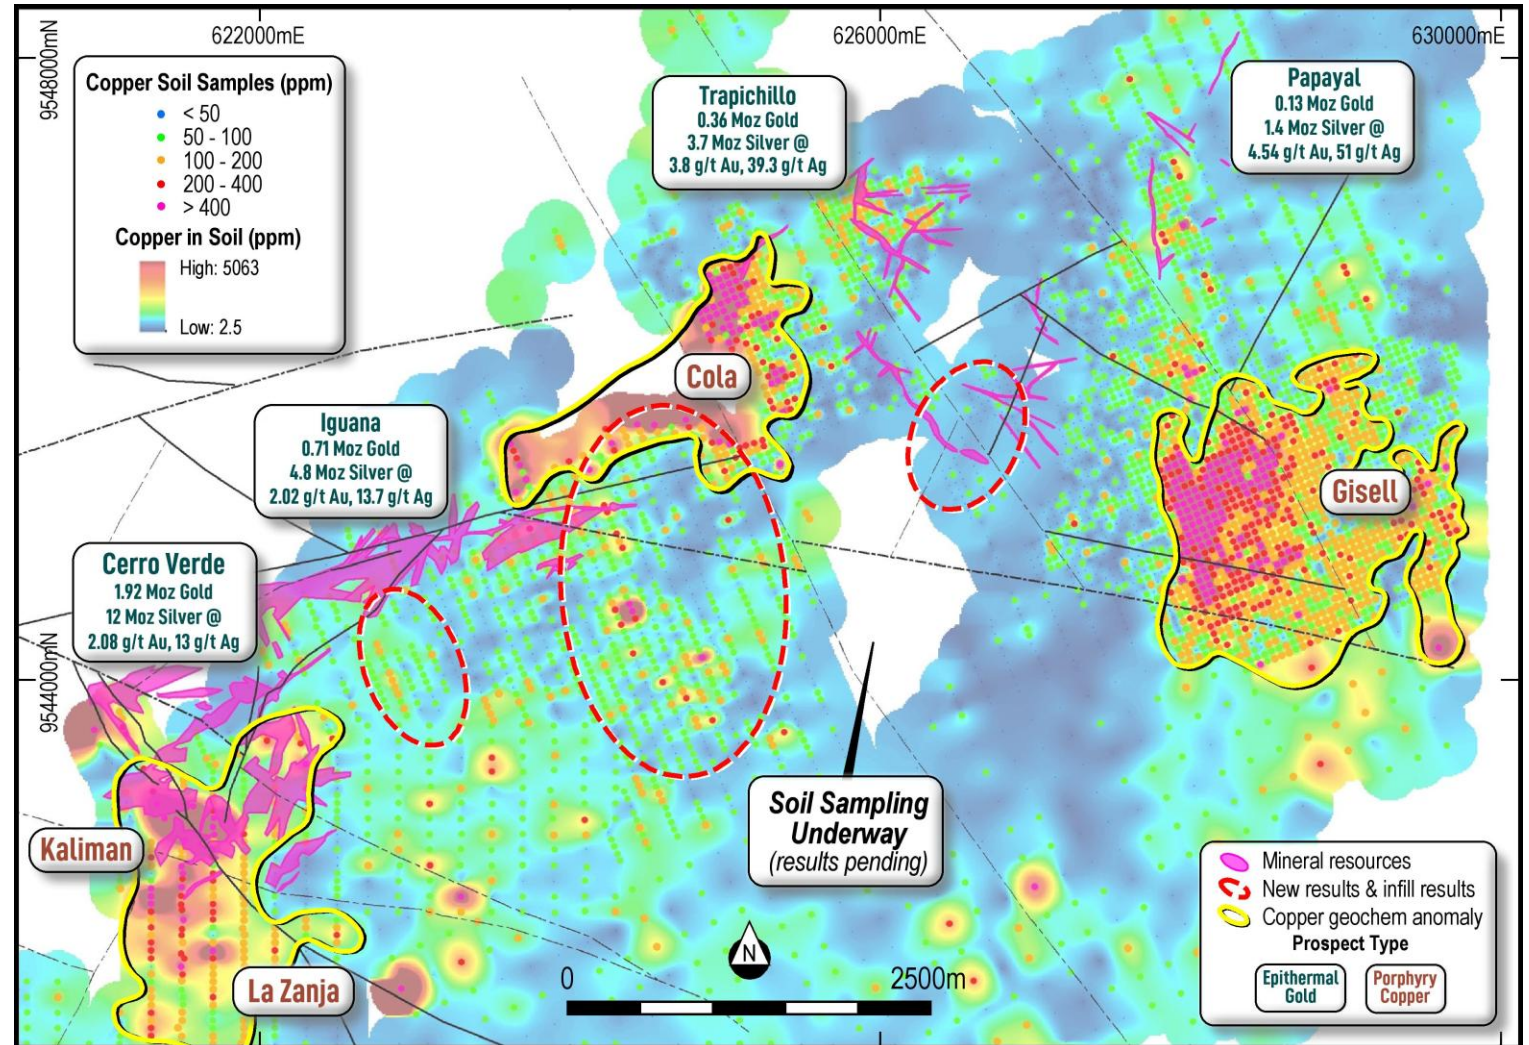 622000mE
626000mE
630000mE
9548000mN
9544000mN
Copper Soil Samples (ppm)
< 50
50 - 100
100 - 200
200 - 400
> 400
Copper in Soil (ppm)
High: 5063
Low: 2.5
Trapichillo
0.36 Moz Gold
3.7 Moz Silver @
3.8 g/t Au, 39.3 g/t Ag
Papayal
0.13 Moz Gold
1.4 Moz Silver @
4.54 g/t Au, 51 g/t Ag
Cola
Iguana
0.71 Moz Gold
4.8 Moz Silver @
2.02 g/t Au, 13.7 g/t Ag
Gisell
Cerro Verde
1.92 Moz Gold
12 Moz Silver @
2.08 g/t Au, 13 g/t Ag
Soil Sampling
Underway
(results pending)
Kaliman
La Zanja
N
0
2500m
Mineral resources
New results & infill results
Copper geochem anomaly
Prospect Type
Epithermal
Gold
Porphyry
Copper